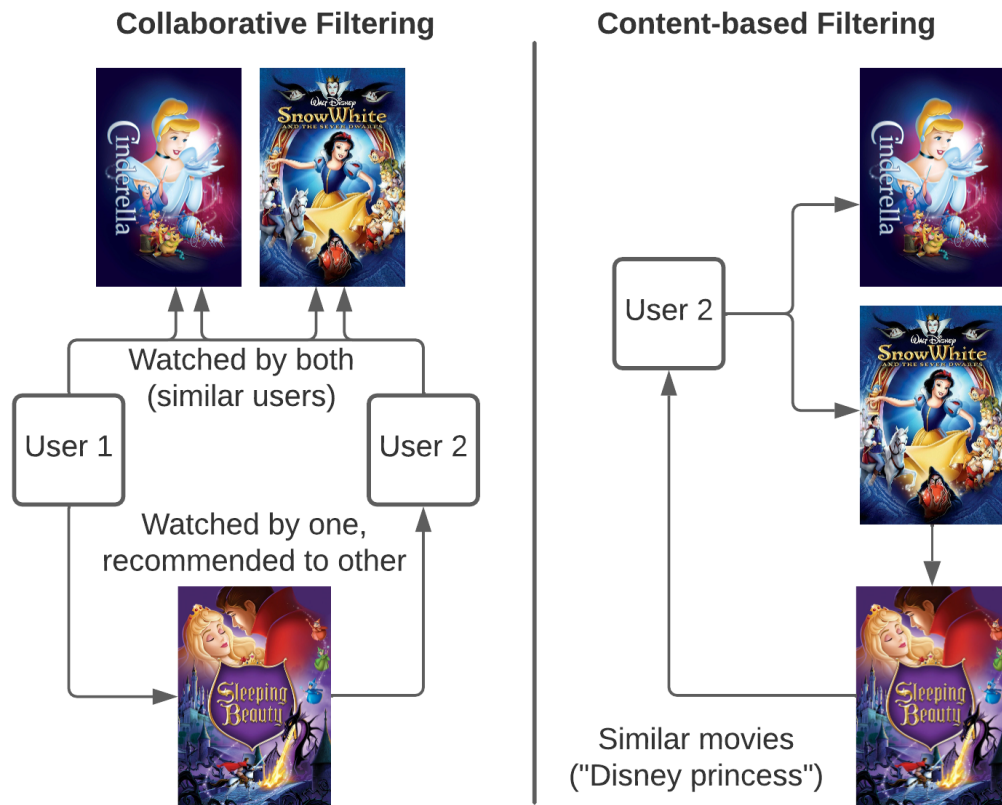 Collaborative Filtering
Content-based Filtering
Cinderella
WALT DISNEY
SNOW WHITE
AND THE SEVEN DWARFS
Watched by both
(similar users)
User 1
User 2
Watched by one,
recommended to other
Sleeping
Beauty
Cinderella
User 2
WALT DISNEY
SNOW WHITE
AND THE SEVEN DWARFS
Sleeping
Beauty
Similar movies
("Disney princess")